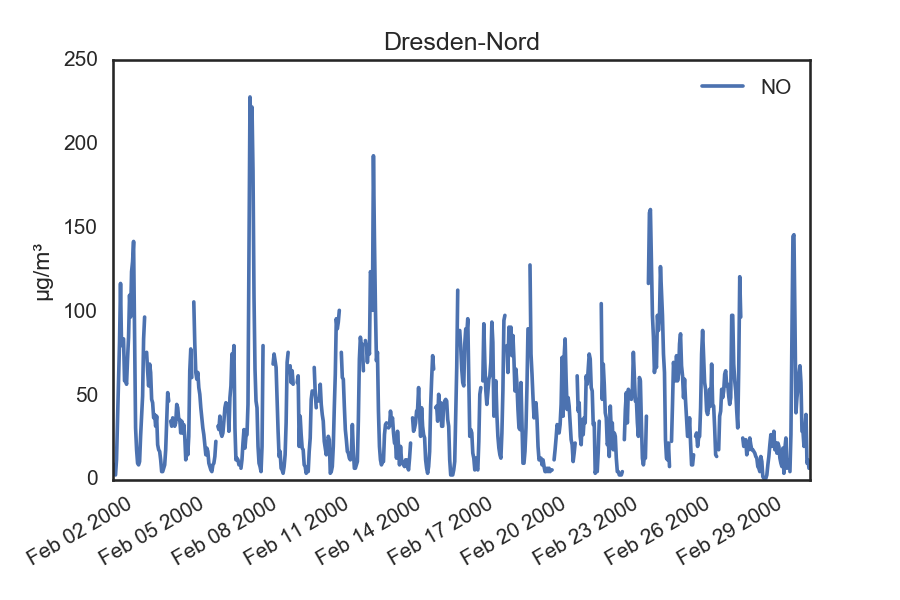 Dresden-Nord
NO
µg/m³
250
200
150
100
50
0
Feb 02 2000
Feb 05 2000
Feb 08 2000
Feb 11 2000
Feb 14 2000
Feb 17 2000
Feb 20 2000
Feb 23 2000
Feb 26 2000
Feb 29 2000